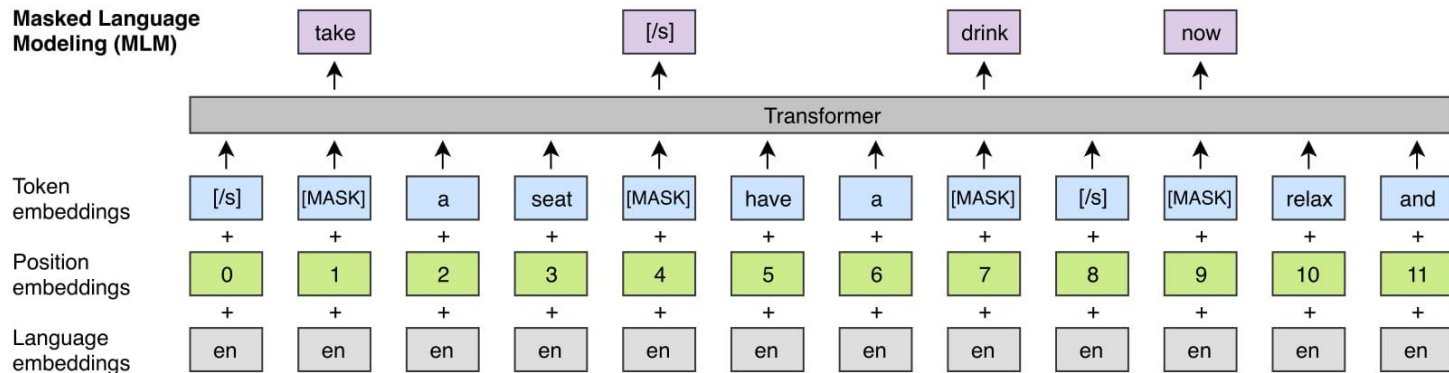 Masked Language
Modeling (MLM)
take [/s] drink now
Transformer
Token
embeddings
[/s] [MASK] a seat [MASK] have a [MASK] [/s] [MASK] relax and
+ + + + + + + + + + + +
Position
embeddings
0 1 2 3 4 5 6 7 8 9 10 11
+ + + + + + + + + + + +
Language
embeddings
en en en en en en en en en en en en